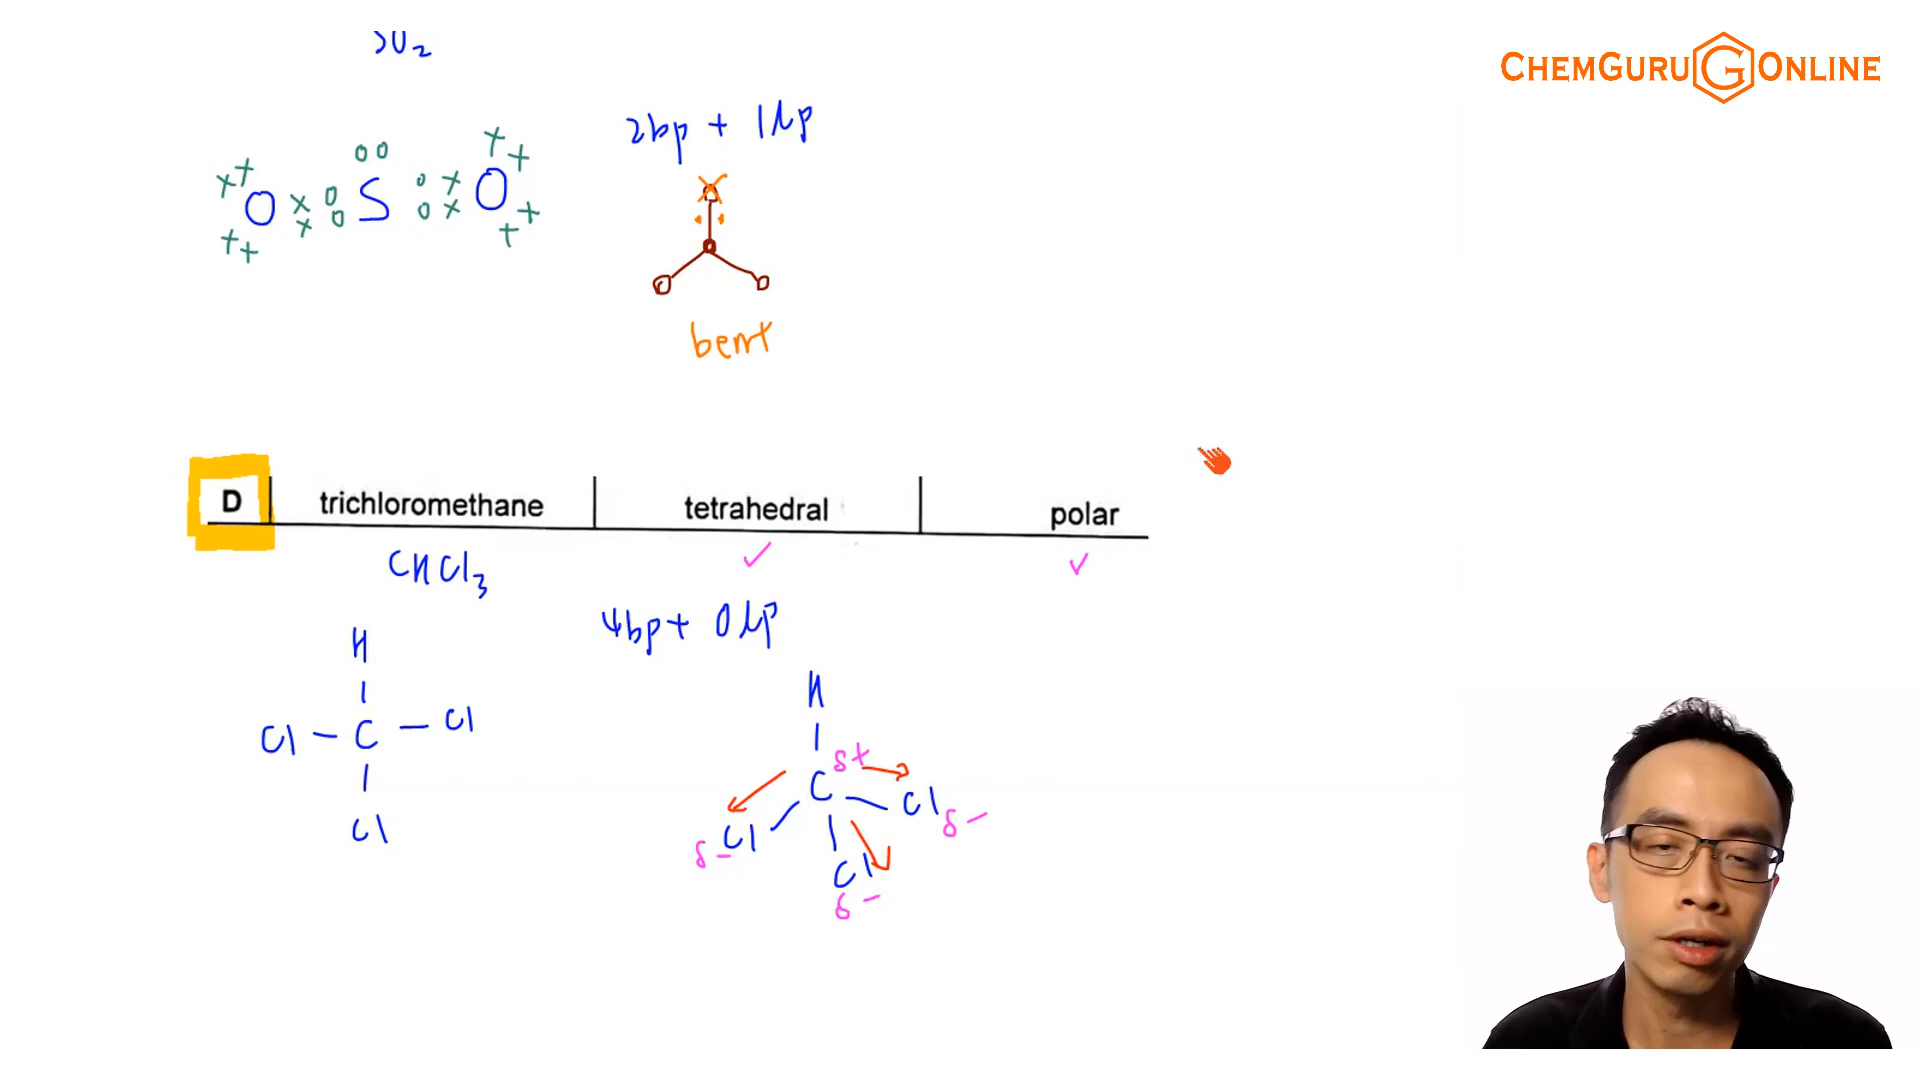 CHEMGURU G ONLINE
SO₂
2bp + 1lp
O S O
bent
D trichloromethane tetrahedral polar
CHCl₃
4bp + 0lp
H
Cl - C - Cl
Cl
H
C δ+
δ- Cl Cl δ-
Cl
δ-